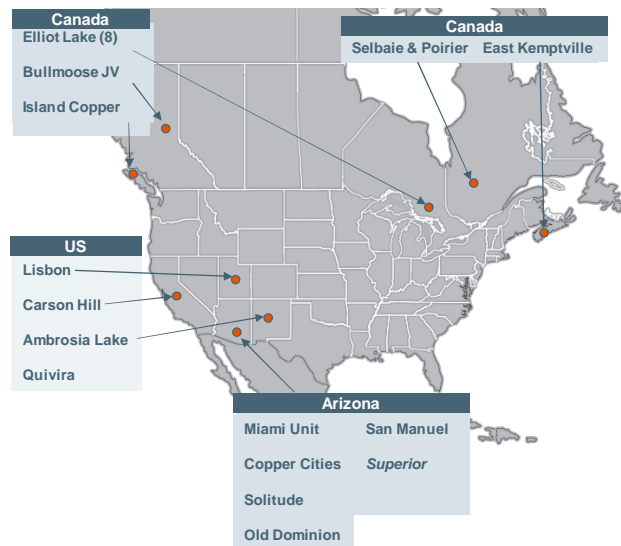 Canada
Elliot Lake (8)
Bullmoose JV
Island Copper
Canada
Selbaie & Poirier East Kemptville
US
Lisbon
Carson Hill
Ambrosia Lake
Quivira
Arizona
Miami Unit San Manuel
Copper Cities Superior
Solitude
Old Dominion